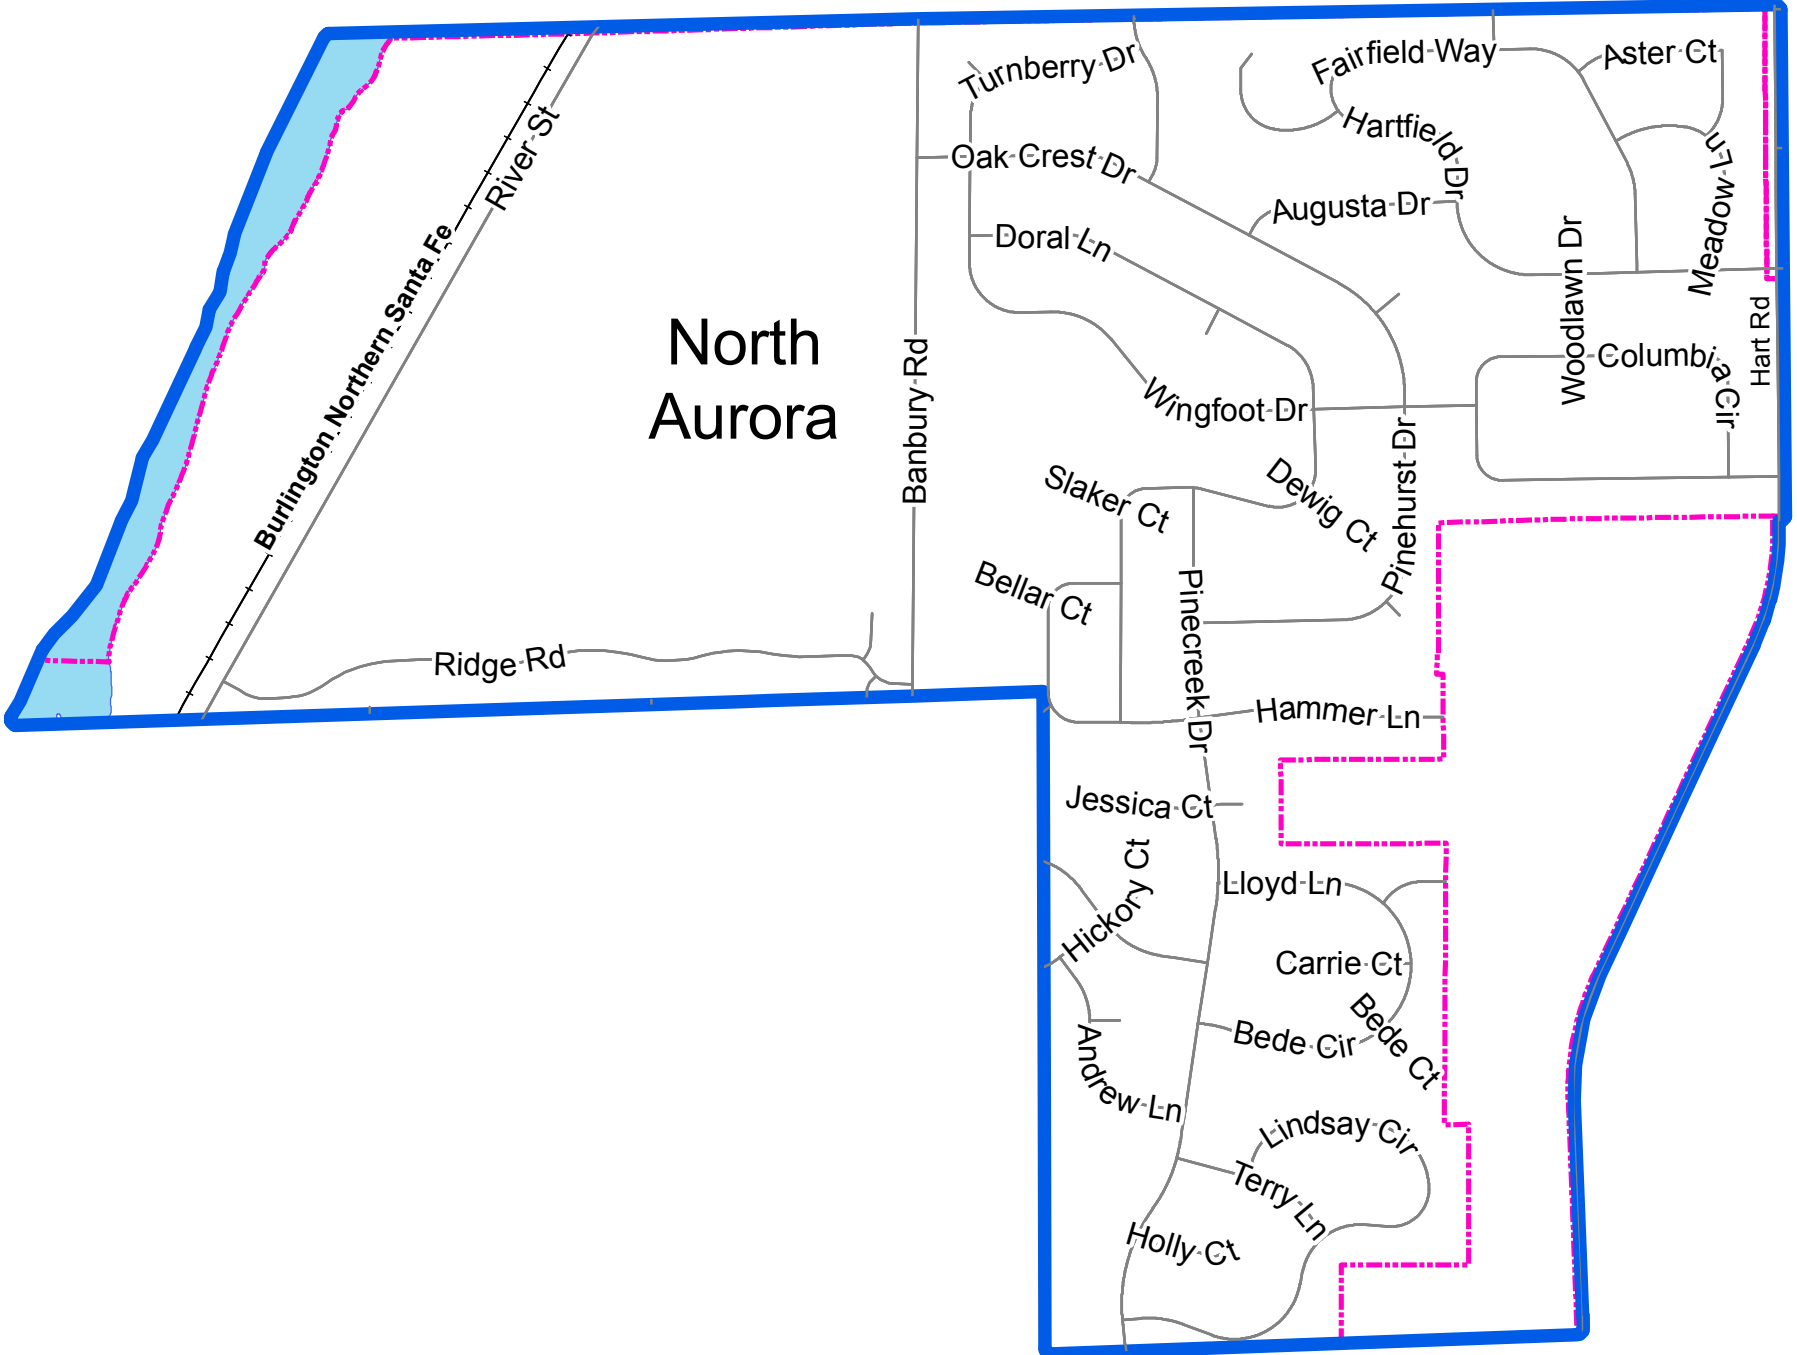 Turnberry Dr
Fairfield Way
Aster Ct
River St
Hartfield Dr
Oak Crest Dr
Meadow Ln
Augusta Dr
Doral Ln
Woodlawn Dr
Burlington Northern Santa Fe
North
Aurora
Hart Rd
Columbia Cir
Banbury Rd
Wingfoot Dr
Pinehurst Dr
Slaker Ct
Dewig Ct
Bellar Ct
Pinecreek Dr
Ridge Rd
Hammer Ln
Jessica Ct
Hickory Ct
Lloyd Ln
Carrie Ct
Bede Cir
Bede Ct
Andrew Ln
Lindsay Cir
Terry Ln
Holly Ct